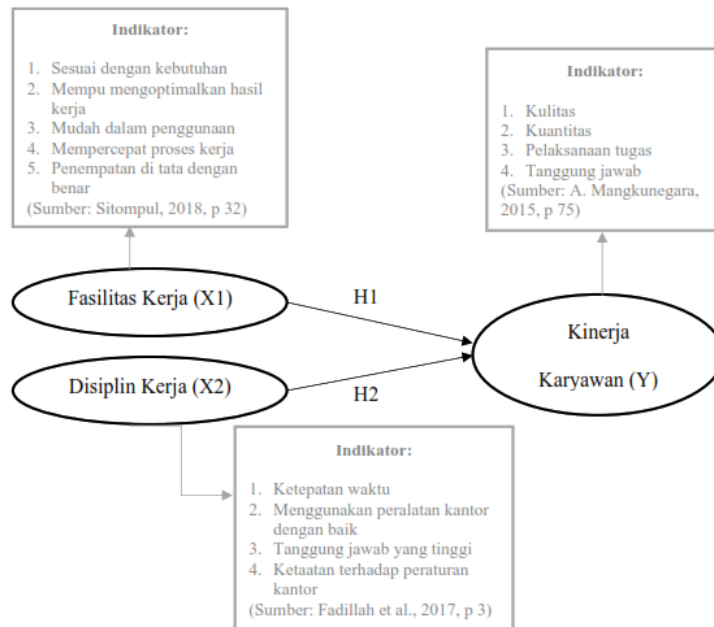 Indikator:
1. Sesuai dengan kebutuhan
2. Mempu mengoptimalkan hasil
kerja
3. Mudah dalam penggunaan
4. Mempercepat proses kerja
5. Penempatan di tata dengan
benar
(Sumber: Sitompul, 2018, p 32)
Indikator:
1. Kulitas
2. Kuantitas
3. Pelaksanaan tugas
4. Tanggung jawab
(Sumber: A. Mangkunegara,
2015, p 75)
Fasilitas Kerja (X1)
H1
Kinerja
Karyawan (Y)
Disiplin Kerja (X2)
H2
Indikator:
1. Ketepatan waktu
2. Menggunakan peralatan kantor
dengan baik
3. Tanggung jawab yang tinggi
4. Ketaatan terhadap peraturan
kantor
(Sumber: Fadillah et al., 2017, p 3)